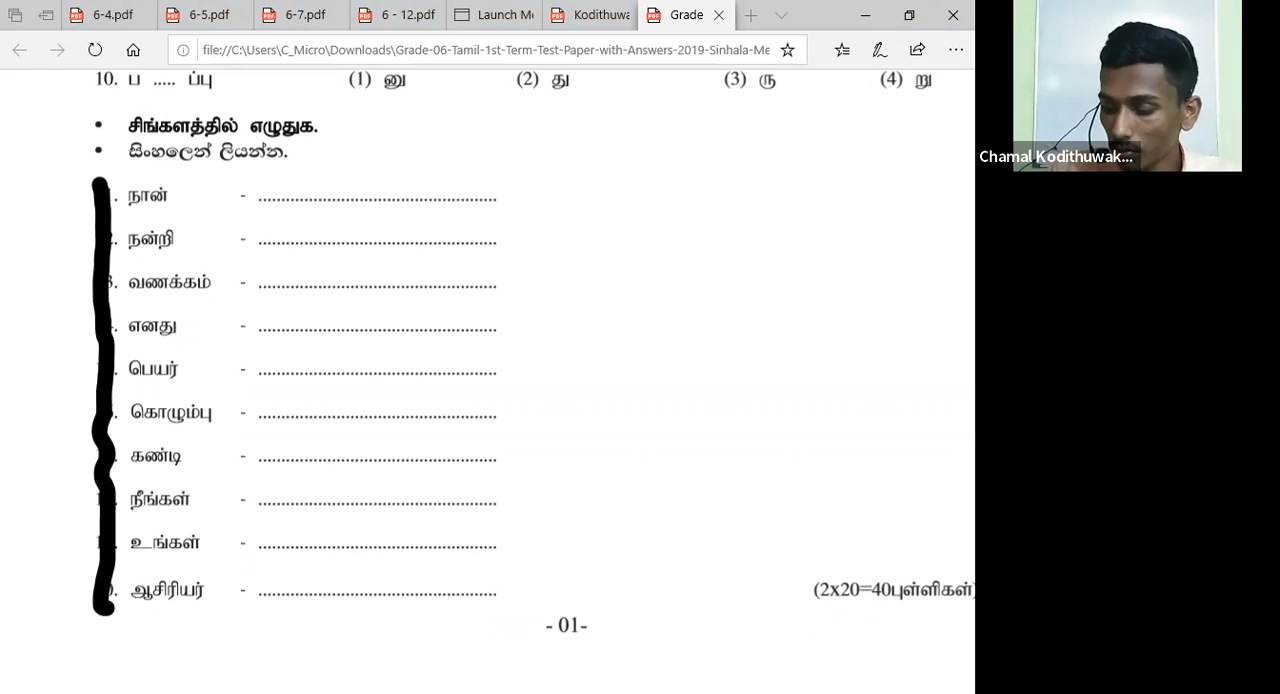 6-4.pdf 6-5.pdf 6-7.pdf 6 - 12.pdf Launch Me Kodithuwa Grade
file://C:\Users\C_Micro\Downloads\Grade-06-Tamil-1st-Term-Test-Paper-with-Answers-2019-Sinhala-Me
10. ப ..... ப்பு (1) னு (2) து (3) ரு (4) று
• சிங்களத்தில் எழுதுக.
• සිංහලෙන් ලියන්න.
. நான் - ....................................................
. நன்றி - ....................................................
. வணக்கம் - ....................................................
. எனது - ....................................................
. பெயர் - ....................................................
. கொழும்பு - ....................................................
. கண்டி - ....................................................
. நீங்கள் - ....................................................
. உங்கள் - ....................................................
. ஆசிரியர் - .................................................... (2x20=40புள்ளிகள்)
- 01-
Chamal Kodithuwak...